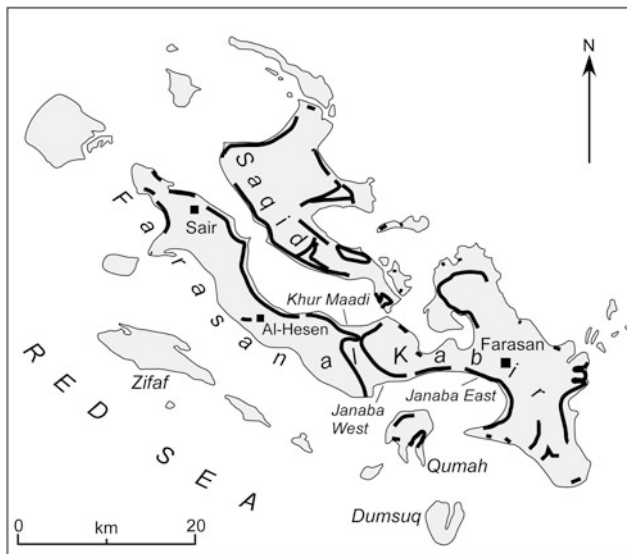 N
Saqid
Farasan al Kabir
Sair
Khur Maadi
Al-Hesen
Farasan
Zifaf
Janaba
West
Janaba East
Qumah
Dumsuq
RED SEA
0 km 20